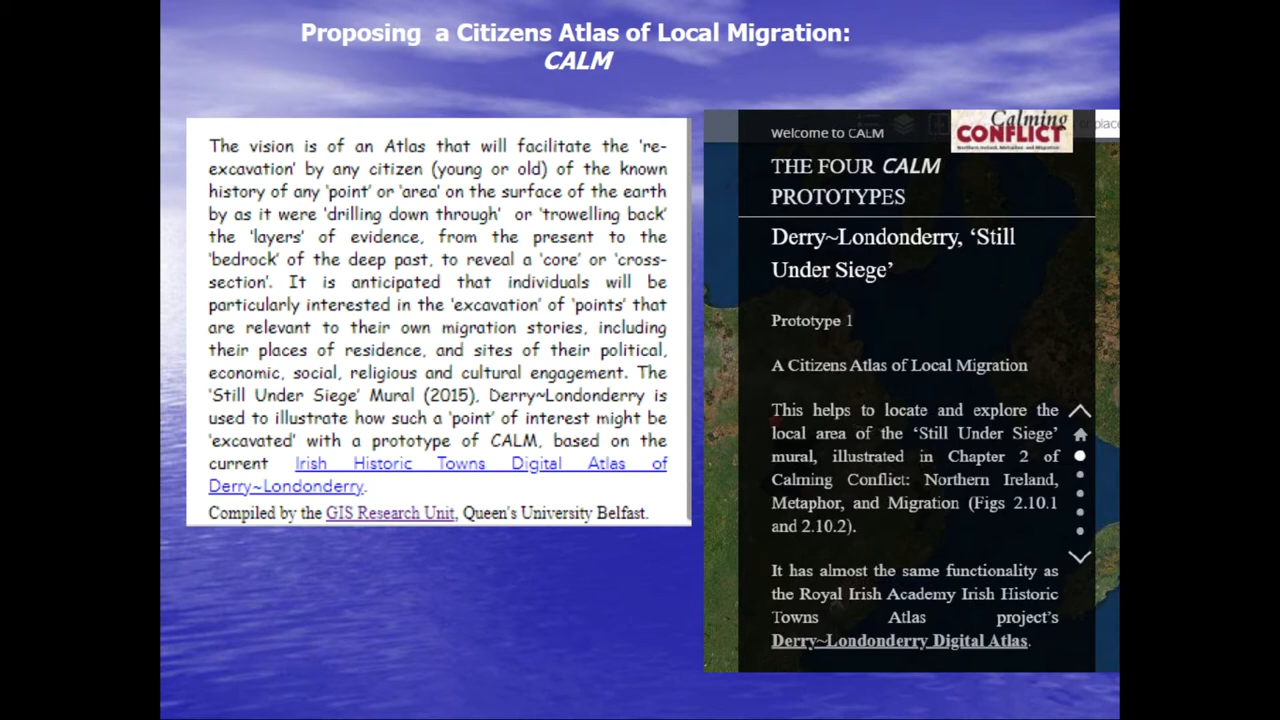 Proposing a Citizens Atlas of Local Migration:
CALM
The vision is of an Atlas that will facilitate the ‘re-
excavation’ by any citizen (young or old) of the known
history of any ‘point’ or ‘area’ on the surface of the earth
by as it were ‘drilling down through’ or ‘trowelling back’
the ‘layers’ of evidence, from the present to the
‘bedrock’ of the deep past, to reveal a ‘core’ or ‘cross-
section’. It is anticipated that individuals will be
particularly interested in the ‘excavation’ of ‘points’ that
are relevant to their own migration stories, including
their places of residence, and sites of their political,
economic, social, religious and cultural engagement. The
‘Still Under Siege’ Mural (2015), Derry~Londonderry is
used to illustrate how such a ‘point’ of interest might be
‘excavated’ with a prototype of CALM, based on the
current Irish Historic Towns Digital Atlas of
Derry~Londonderry.
Compiled by the GIS Research Unit, Queen's University Belfast.
Calming
CONFLICT
Northern Ireland, Metaphor, and Migration
or place
Welcome to CALM
THE FOUR CALM
PROTOTYPES
Derry~Londonderry, ‘Still
Under Siege’
Prototype 1
A Citizens Atlas of Local Migration
This helps to locate and explore the
local area of the ‘Still Under Siege’
mural, illustrated in Chapter 2 of
Calming Conflict: Northern Ireland,
Metaphor, and Migration (Figs 2.10.1
and 2.10.2).
It has almost the same functionality as
the Royal Irish Academy Irish Historic
Towns Atlas project's
Derry~Londonderry Digital Atlas.